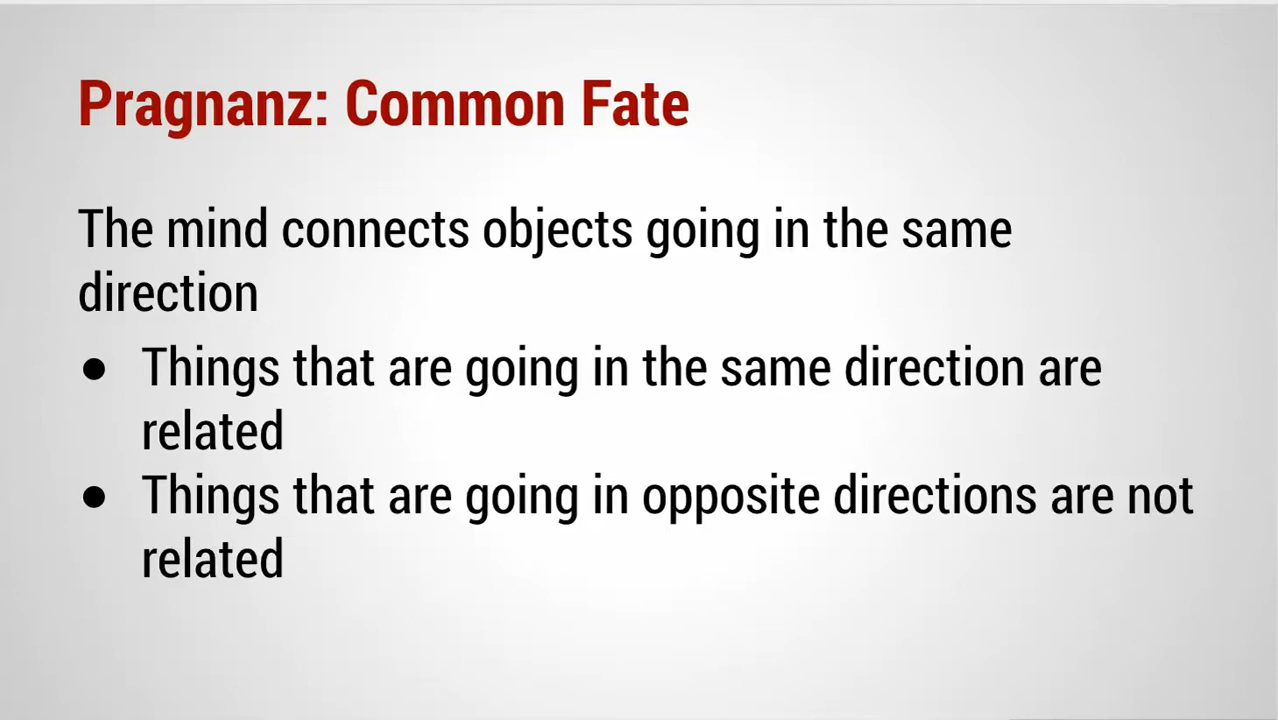 Pragnanz: Common Fate
The mind connects objects going in the same
direction
● Things that are going in the same direction are
related
● Things that are going in opposite directions are not
related